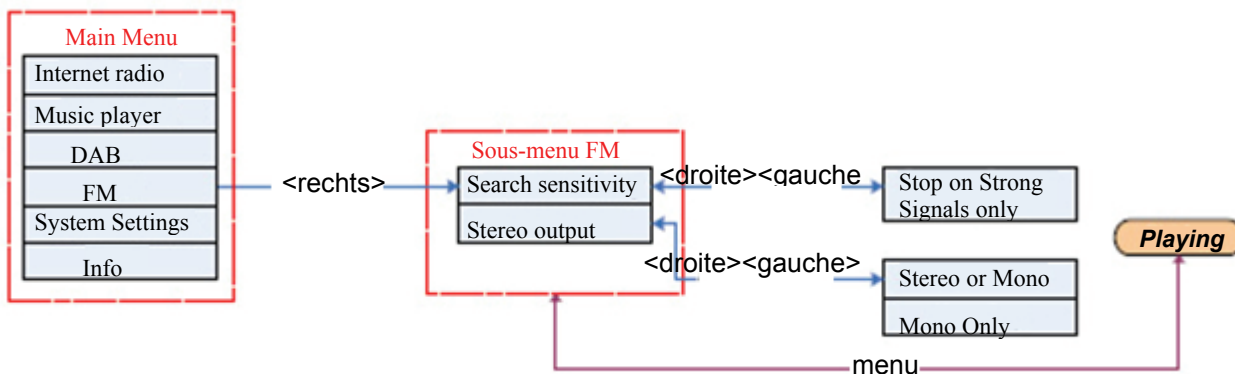 Main Menu
Internet radio
Music player
DAB
FM
System Settings
Info
<rechts>
Sous-menu FM
Search sensitivity
Stereo output
<droite><gauche
<droite><gauche>
Stop on Strong
Signals only
Stereo or Mono
Mono Only
Playing
menu